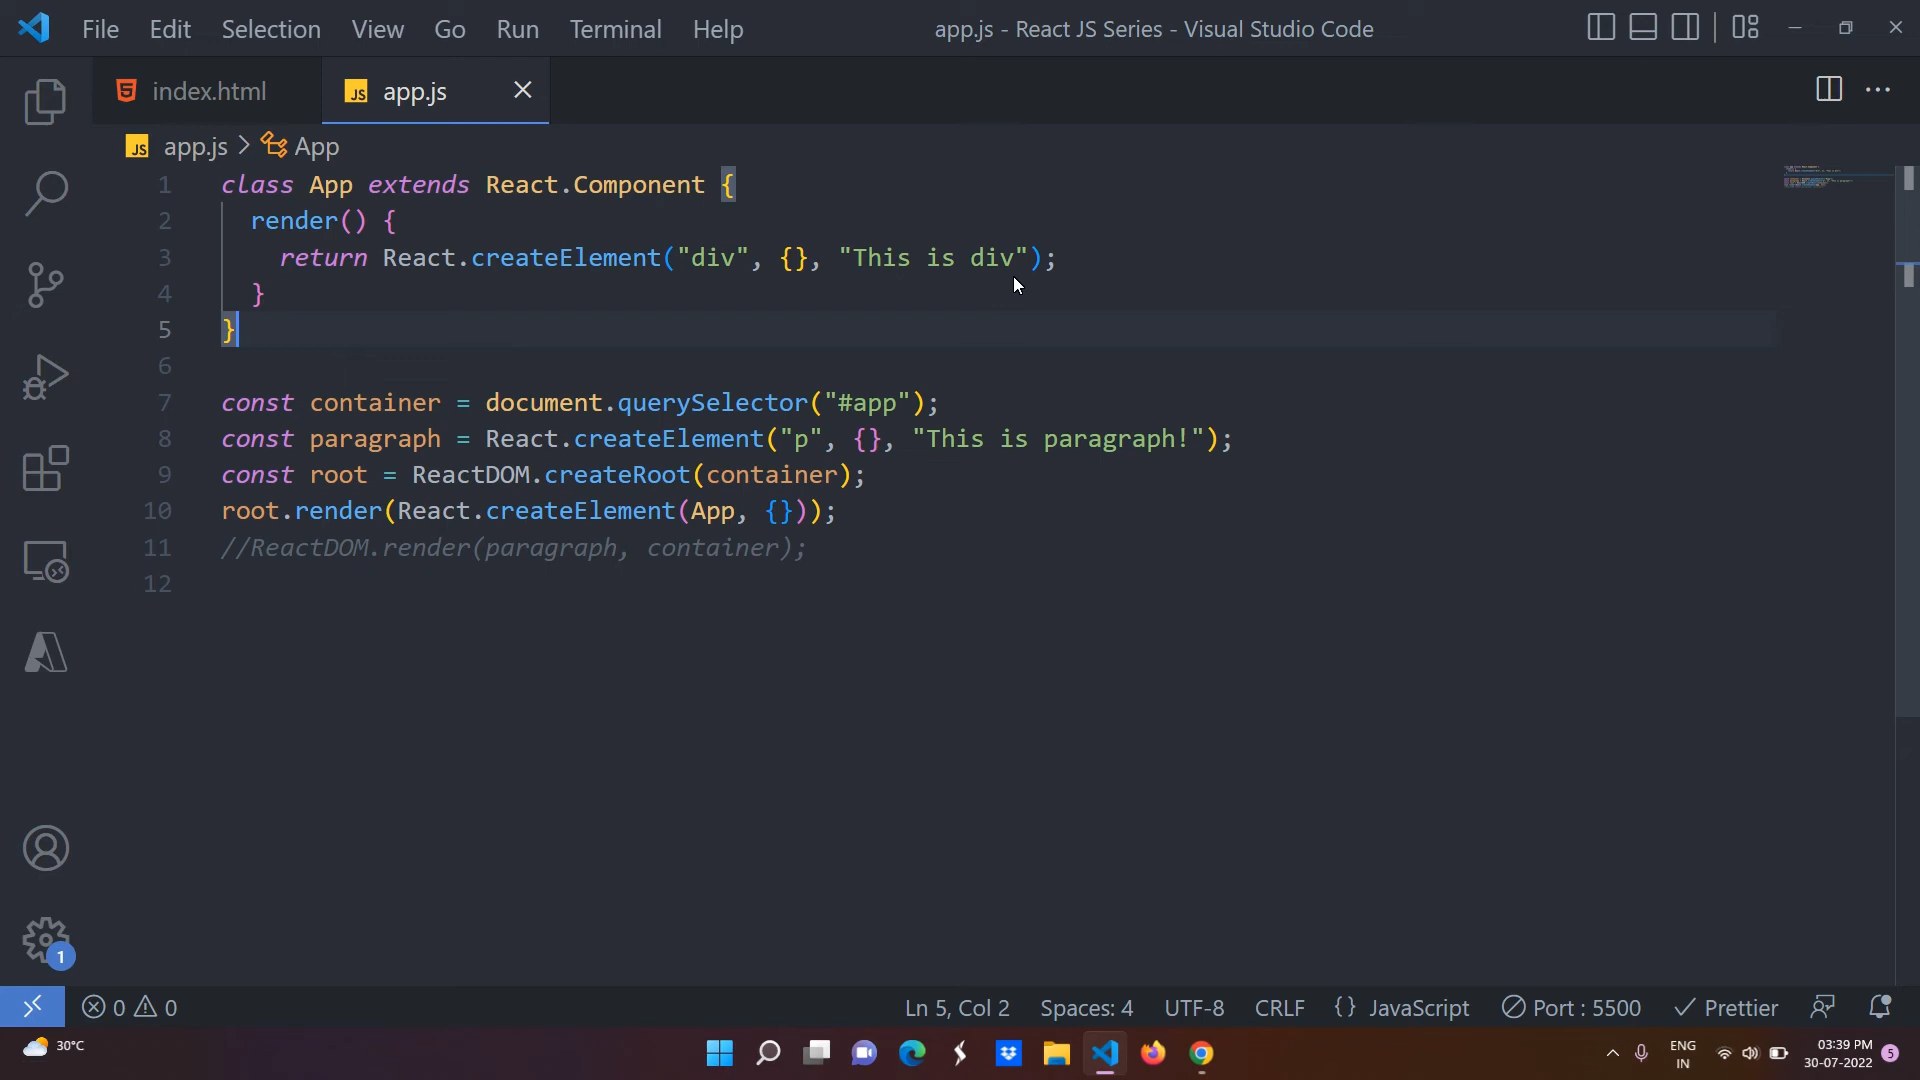 File Edit Selection View Go Run Terminal Help app.js - React JS Series - Visual Studio Code
index.html JS app.js
JS app.js > App
1 class App extends React.Component {
2 render() {
3 return React.createElement("div", {}, "This is div");
4 }
5 }
6
7 const container = document.querySelector("#app");
8 const paragraph = React.createElement("p", {}, "This is paragraph!");
9 const root = ReactDOM.createRoot(container);
10 root.render(React.createElement(App, {}));
11 //ReactDOM.render(paragraph, container);
12
1
0 0 Ln 5, Col 2 Spaces: 4 UTF-8 CRLF {} JavaScript Port : 5500 Prettier
30°C ENG 03:39 PM 5
IN 30-07-2022